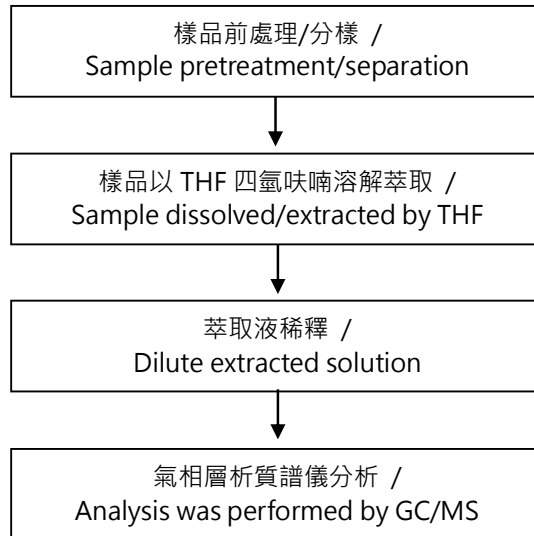 樣品前處理/分樣 /
Sample pretreatment/separation
樣品以 THF 四氫呋喃溶解萃取 /
Sample dissolved/extracted by THF
萃取液稀釋 /
Dilute extracted solution
氣相層析質譜儀分析 /
Analysis was performed by GC/MS